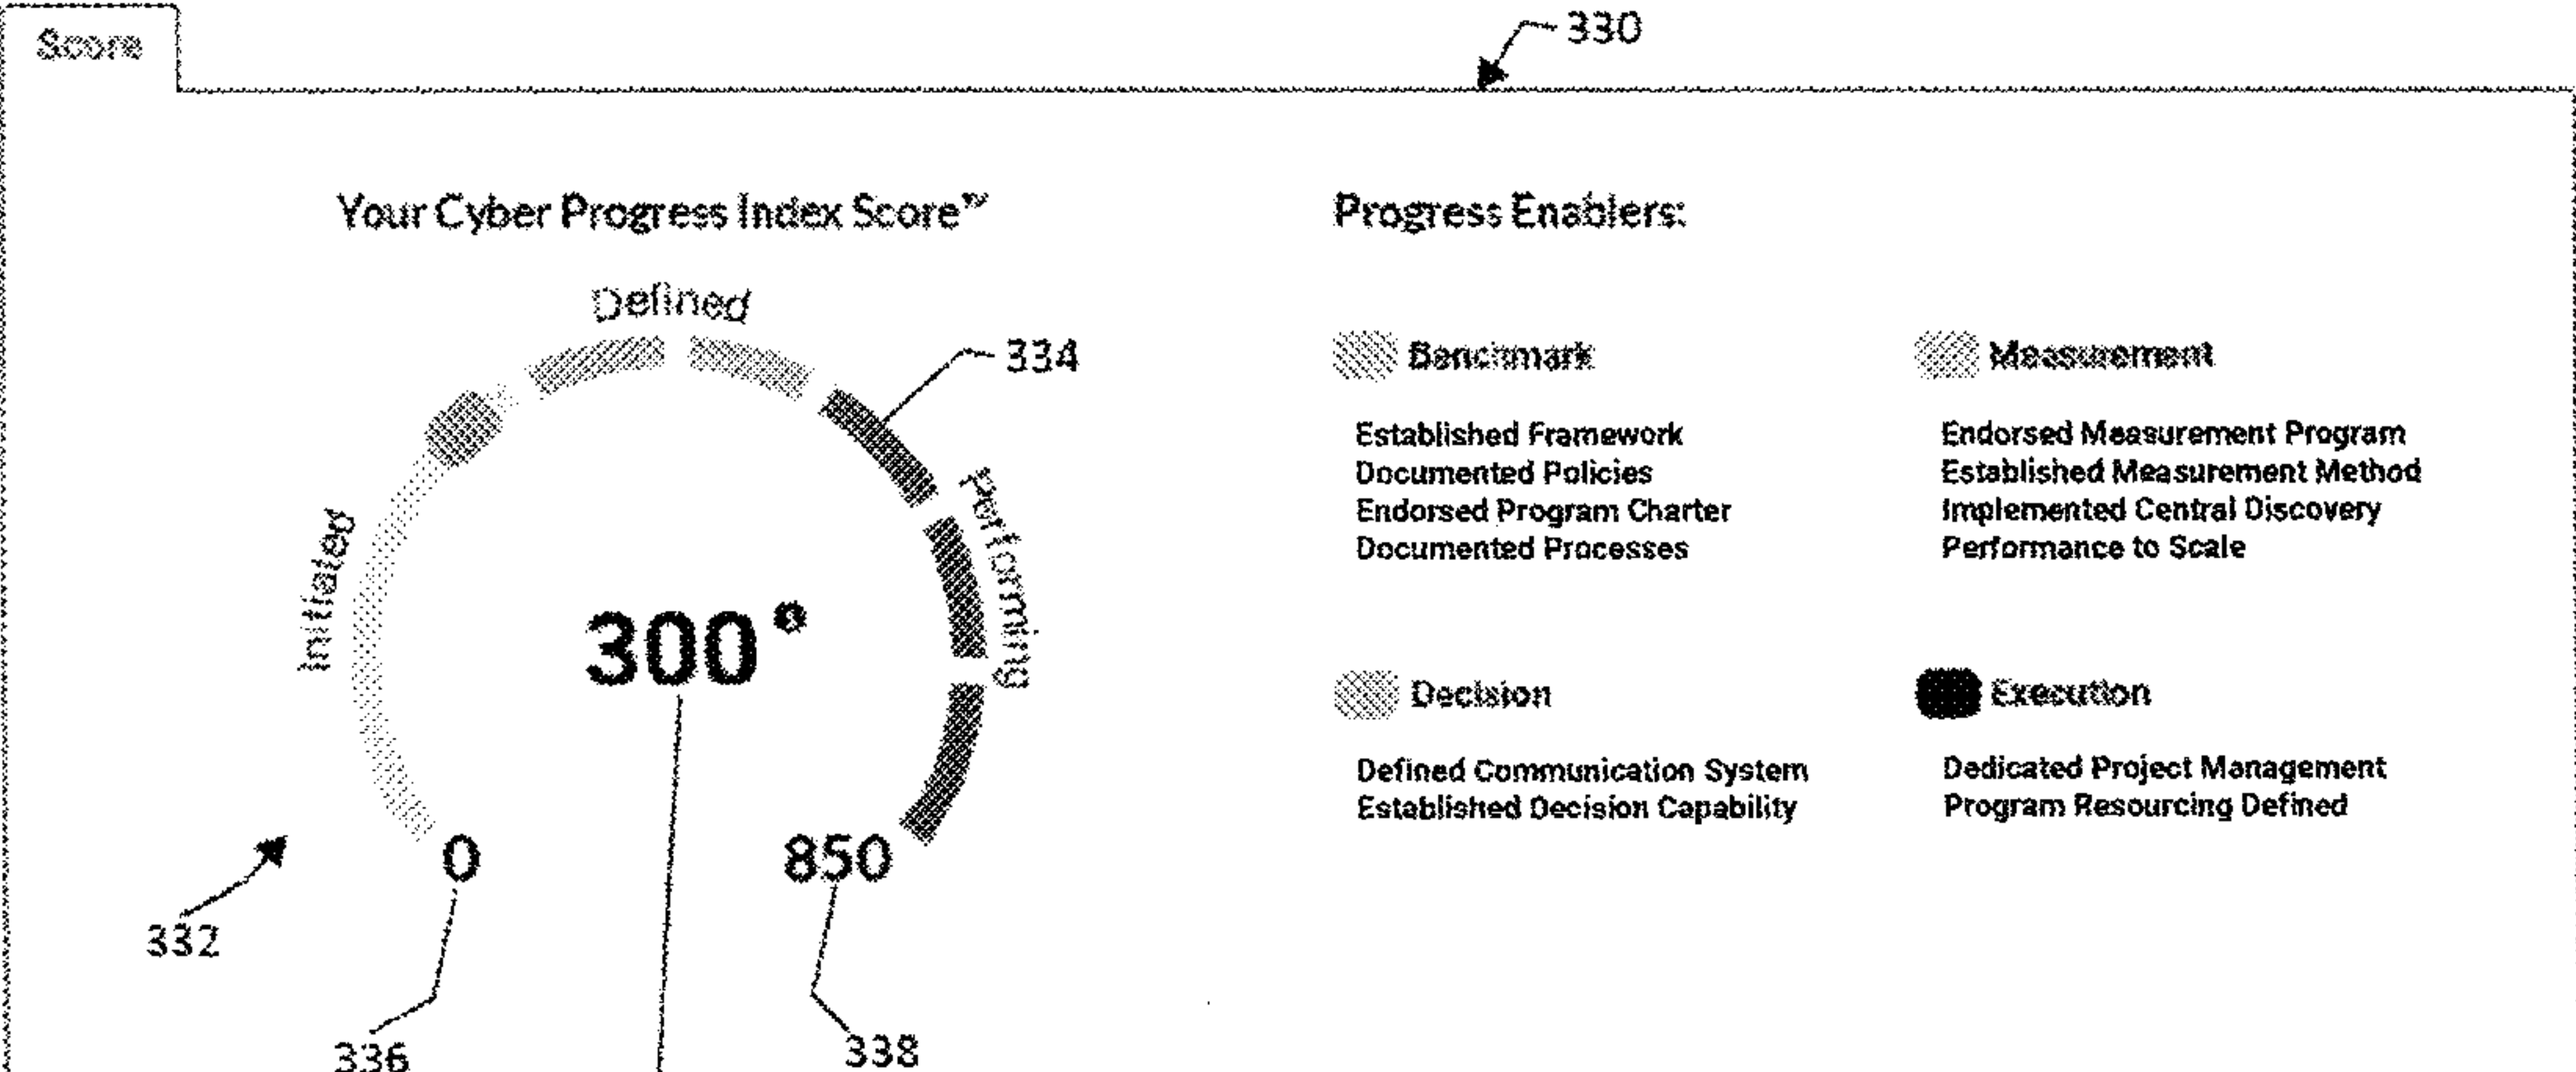 Score
330
Your Cyber Progress Index Score™
Progress Enablers:
Defined
334
Benchmark
Measurement
Established Framework
Documented Policies
Endorsed Program Charter
Documented Processes
Endorsed Measurement Program
Established Measurement Method
Implemented Central Discovery
Performance to Scale
Initiated
Performing
300
Decision
Execution
Defined Communication System
Established Decision Capability
Dedicated Project Management
Program Resourcing Defined
0
850
332
336
338